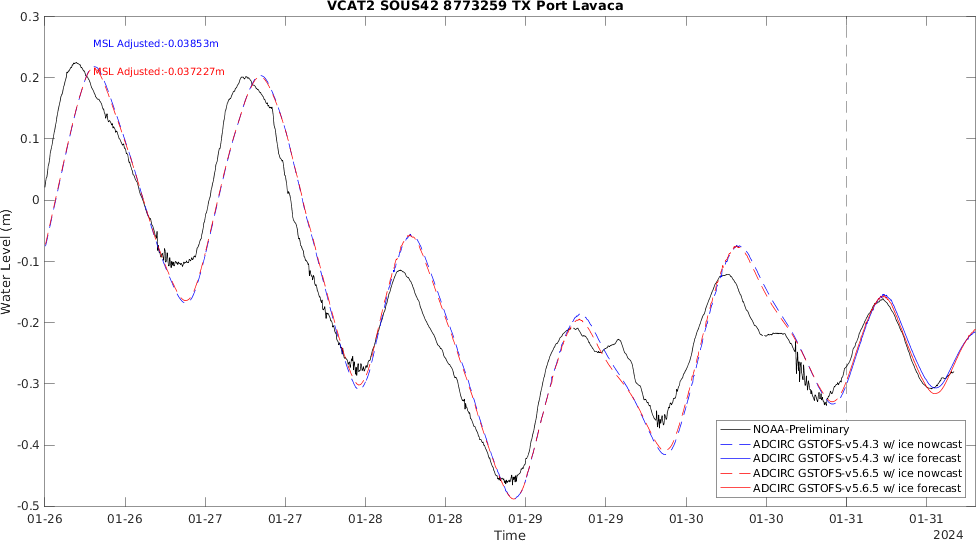 VCAT2 SOUS42 8773259 TX Port Lavaca
MSL Adjusted:-0.03853m
MSL Adjusted:-0.037227m
Water Level (m)
0.3
0.2
0.1
0
-0.1
-0.2
-0.3
-0.4
-0.5
NOAA-Preliminary
ADCIRC GSTOFS-v5.4.3 w/ ice nowcast
ADCIRC GSTOFS-v5.4.3 w/ ice forecast
ADCIRC GSTOFS-v5.6.5 w/ ice nowcast
ADCIRC GSTOFS-v5.6.5 w/ ice forecast
01-26 01-26 01-27 01-27 01-28 01-28 01-29 01-29 01-30 01-30 01-31 01-31
Time
2024